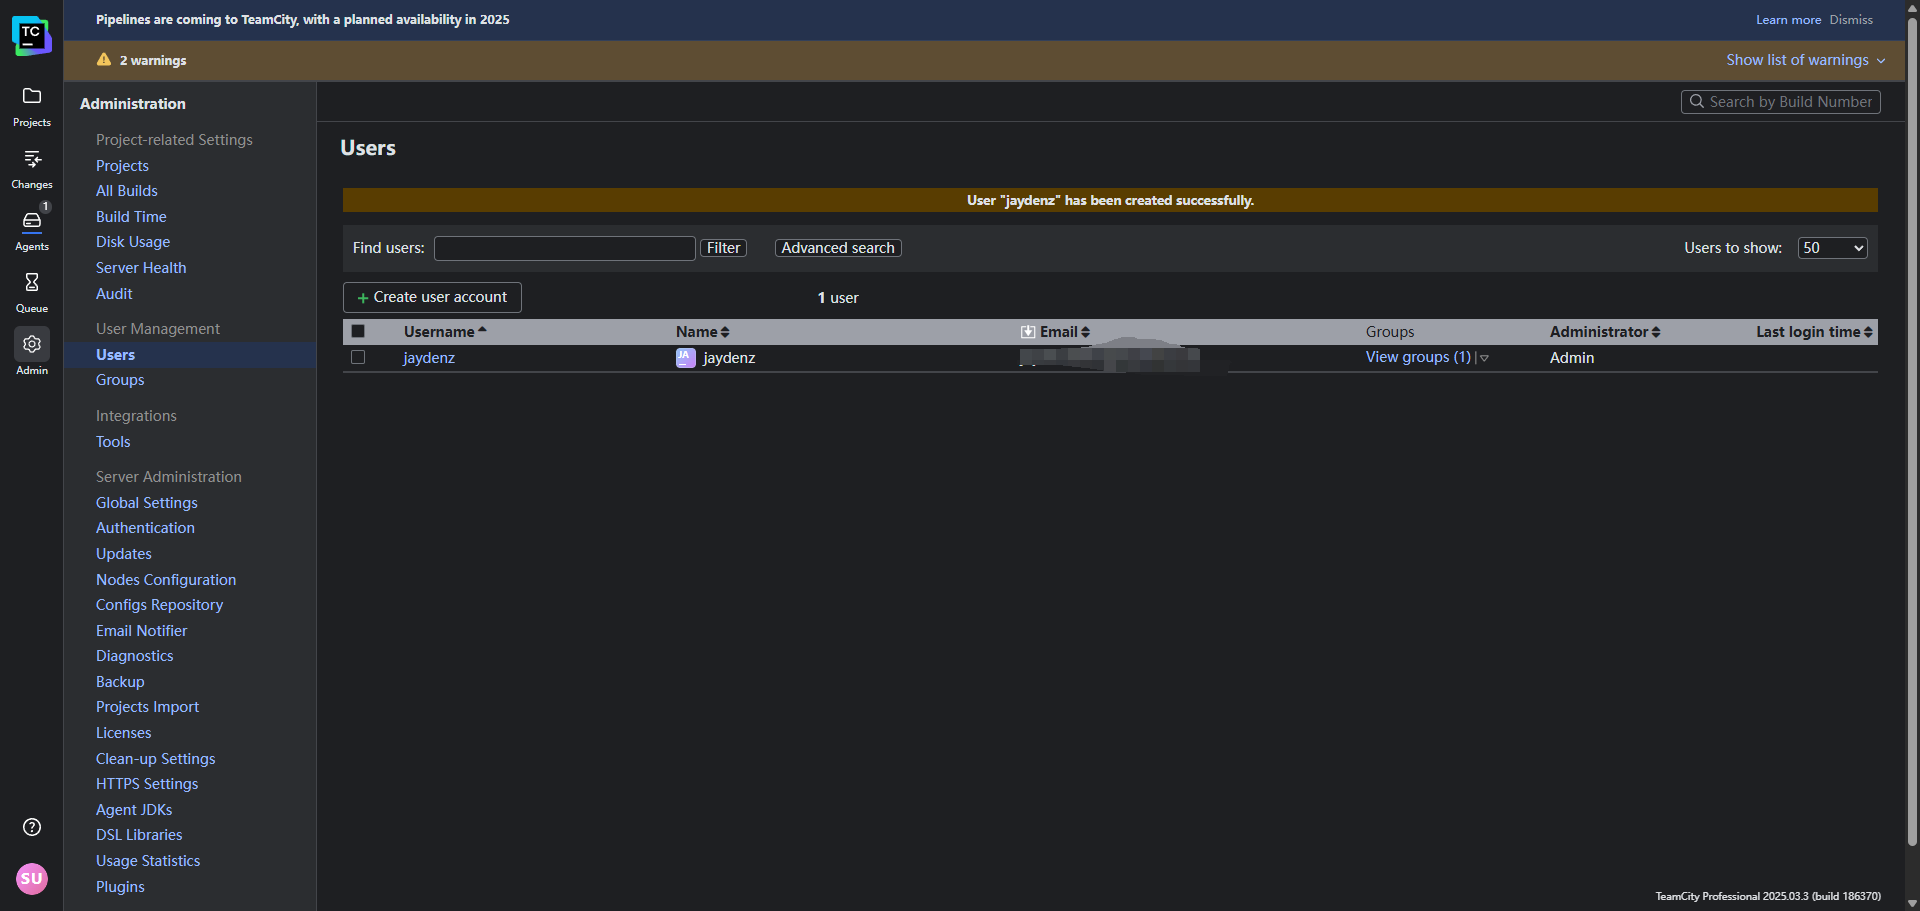 Pipelines are coming to TeamCity, with a planned availability in 2025
Learn more Dismiss
2 warnings
Show list of warnings
TC
Projects
Changes
1
Agents
Queue
Admin
SU
Administration
Project-related Settings
Projects
All Builds
Build Time
Disk Usage
Server Health
Audit
User Management
Users
Groups
Integrations
Tools
Server Administration
Global Settings
Authentication
Updates
Nodes Configuration
Configs Repository
Email Notifier
Diagnostics
Backup
Projects Import
Licenses
Clean-up Settings
HTTPS Settings
Agent JDKs
DSL Libraries
Usage Statistics
Plugins
Search by Build Number
Users
User "jaydenz" has been created successfully.
Find users: Filter Advanced search Users to show: 50
+ Create user account 1 user
Username Name Email Groups Administrator Last login time
jaydenz JA jaydenz View groups (1) Admin
TeamCity Professional 2025.03.3 (build 186370)